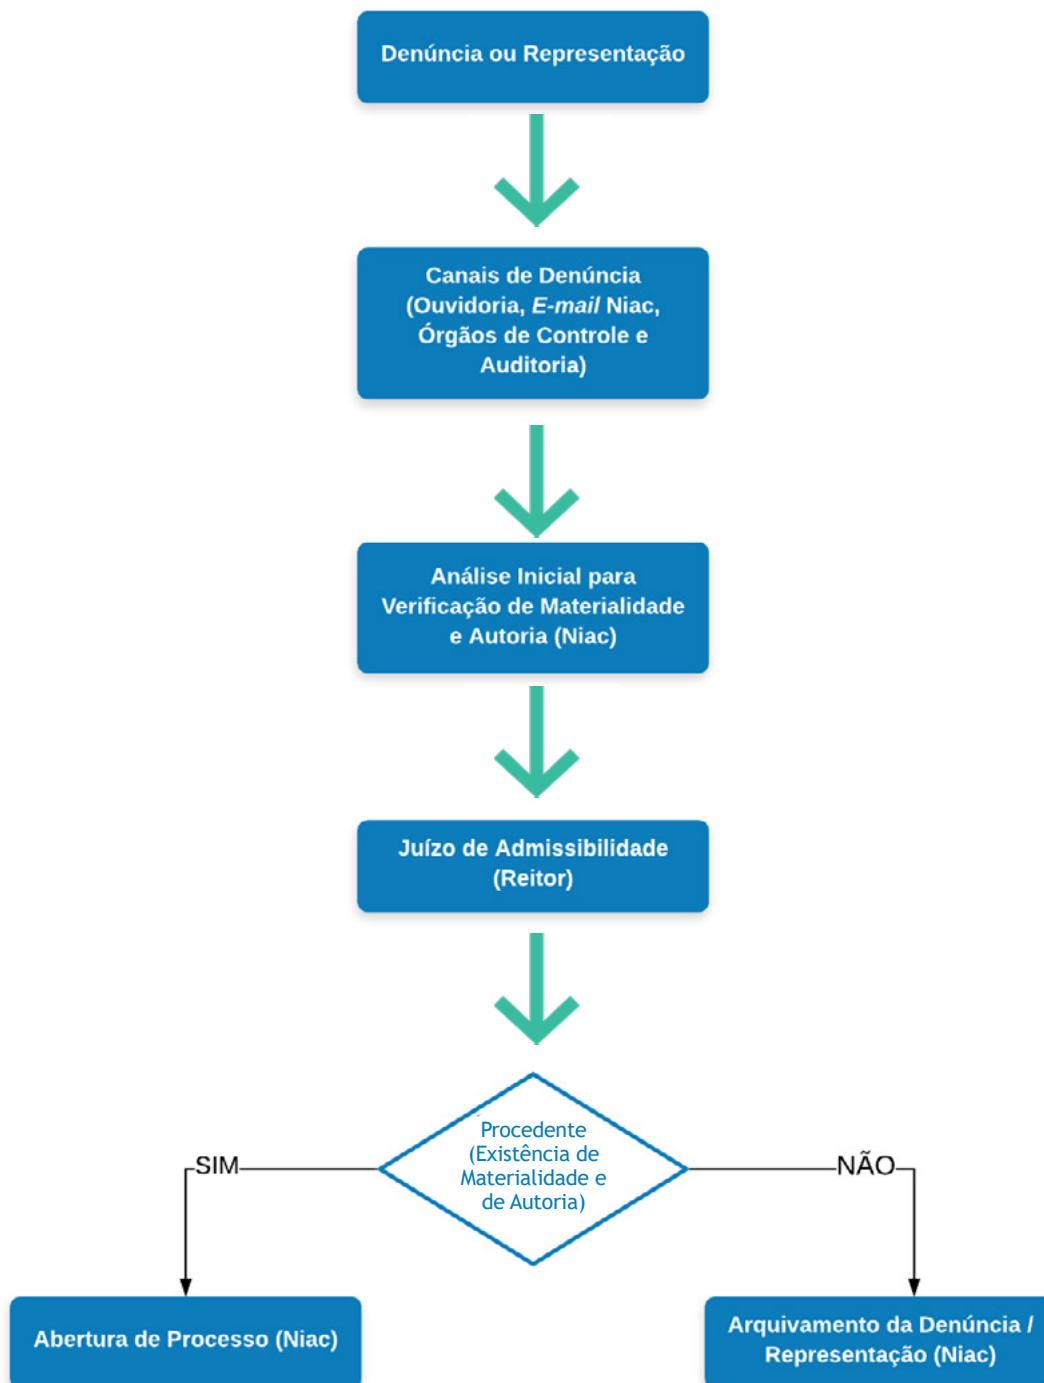 Denúncia ou Representação
Canais de Denúncia
(Ouvidoria, E-mail Niac,
Órgãos de Controle e
Auditoria)
Análise Inicial para
Verificação de Materialidade
e Autoria (Niac)
Juízo de Admissibilidade
(Reitor)
Procedente
(Existência de
Materialidade e
de Autoria)
SIM
NÃO
Abertura de Processo (Niac)
Arquivamento da Denúncia /
Representação (Niac)